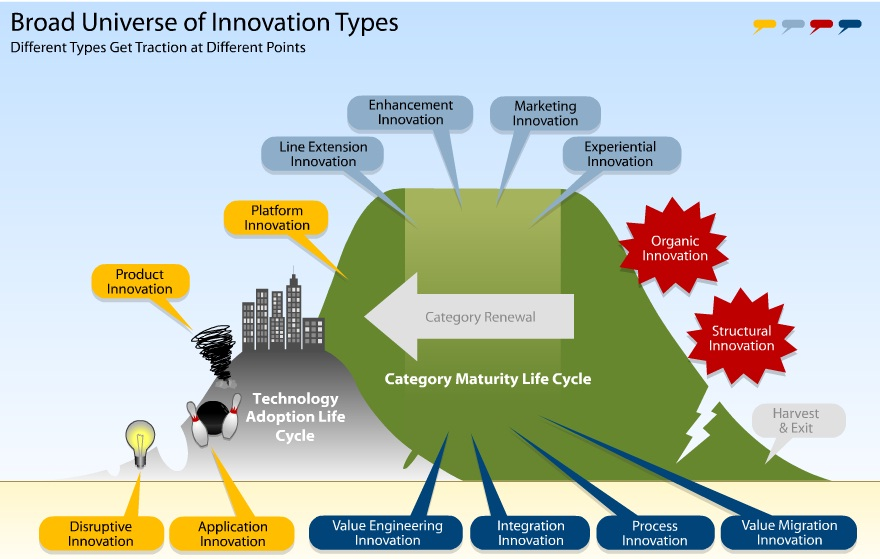 Broad Universe of Innovation Types
Different Types Get Traction at Different Points
Enhancement
Innovation
Marketing
Innovation
Line Extension
Innovation
Experiential
Innovation
Platform
Innovation
Product
Innovation
Organic
Innovation
Structural
Innovation
Category Renewal
Category Maturity Life Cycle
Technology
Adoption Life
Cycle
Harvest
& Exit
Disruptive
Innovation
Application
Innovation
Value Engineering
Innovation
Integration
Innovation
Process
Innovation
Value Migration
Innovation